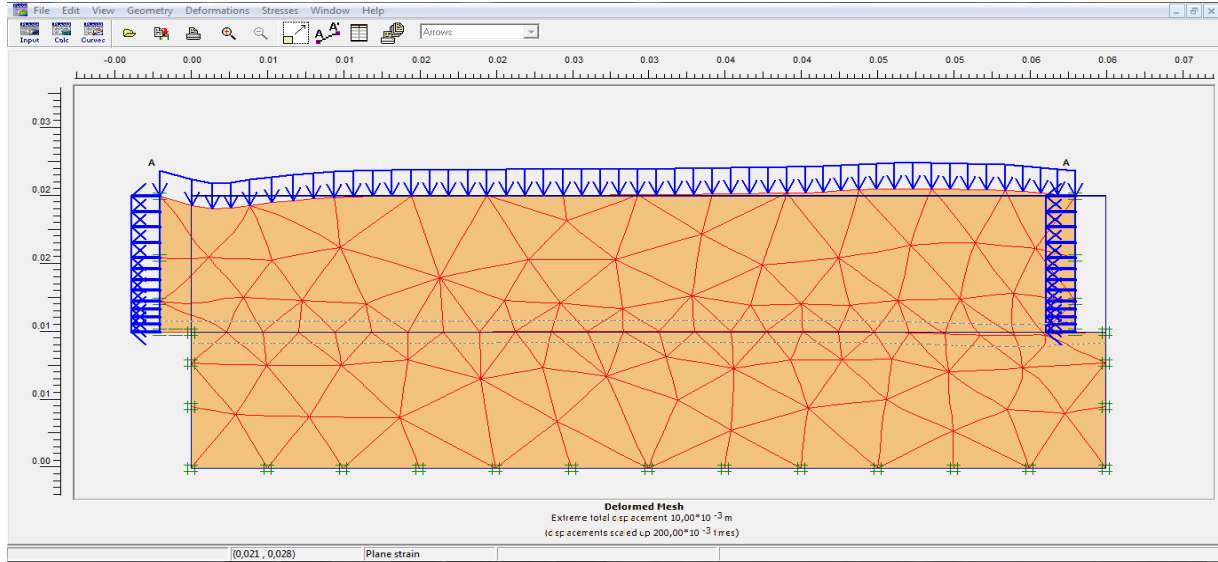 File Edit View Geometry Deformations Stresses Window Help
Input Calc Curves Arrows
-0.00 0.00 0.01 0.01 0.02 0.02 0.03 0.03 0.04 0.04 0.05 0.05 0.06 0.06 0.07
0.03
A A
0.02
0.02
0.01
0.01
0.00
Deformed Mesh
Extreme total displacement 10,00*10 -3 m
(displacements scaled up 200,00*10 -3 times)
(0,021 , 0,028) Plane strain